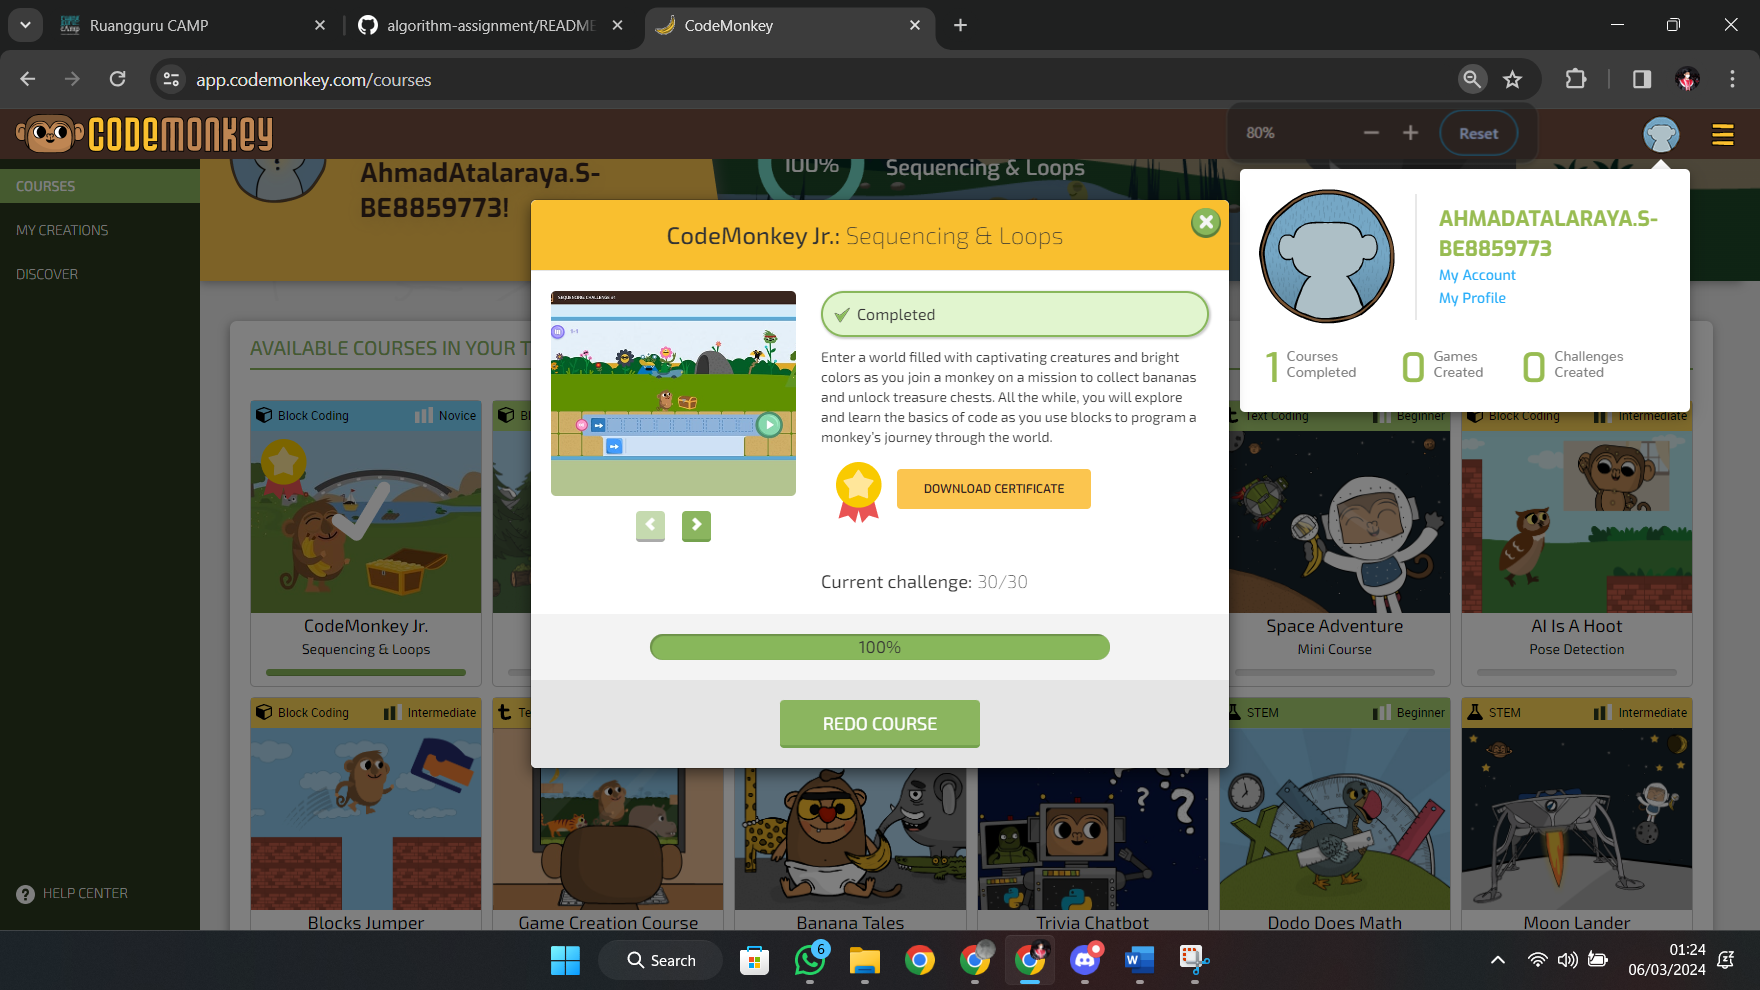 Ruangguru CAMP
algorithm-assignment/README
CodeMonkey
app.codemonkey.com/courses
CODEMONKEY
80%
Reset
COURSES
MY CREATIONS
DISCOVER
HELP CENTER
AhmadAtalaraya.S-
BE8859773!
100%
Sequencing & Loops
AHMADATALARAYA.S-
BE8859773
My Account
My Profile
1 Courses Completed
0 Games Created
0 Challenges Created
CodeMonkey Jr.: Sequencing & Loops
Completed
Enter a world filled with captivating creatures and bright
colors as you join a monkey on a mission to collect bananas
and unlock treasure chests. All the while, you will explore
and learn the basics of code as you use blocks to program a
monkey's journey through the world.
DOWNLOAD CERTIFICATE
Current challenge: 30/30
100%
REDO COURSE
AVAILABLE COURSES IN YOUR T
Block Coding Novice
Bl
Text Coding Beginner
Block Coding Intermediate
CodeMonkey Jr.
Sequencing & Loops
Space Adventure
Mini Course
AI Is A Hoot
Pose Detection
Block Coding Intermediate
Te
STEM Beginner
STEM Intermediate
Blocks Jumper
Game Creation Course
Banana Tales
Trivia Chatbot
Dodo Does Math
Moon Lander
Search
6
01:24
06/03/2024